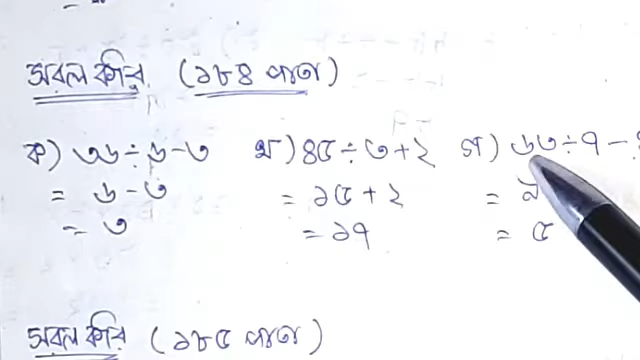 সরল করি (১৮৪ পাতা)
ক) ৩৬ ÷ ৬ - ৩ খ) ৪৫ ÷ ৩ + ২ গ) ৬৩ ÷ ৭ -
= ৬ - ৩ = ১৫ + ২ = ৯
= ৩ = ১৭ = ৫
সরল করি (১৮৫ পাতা)